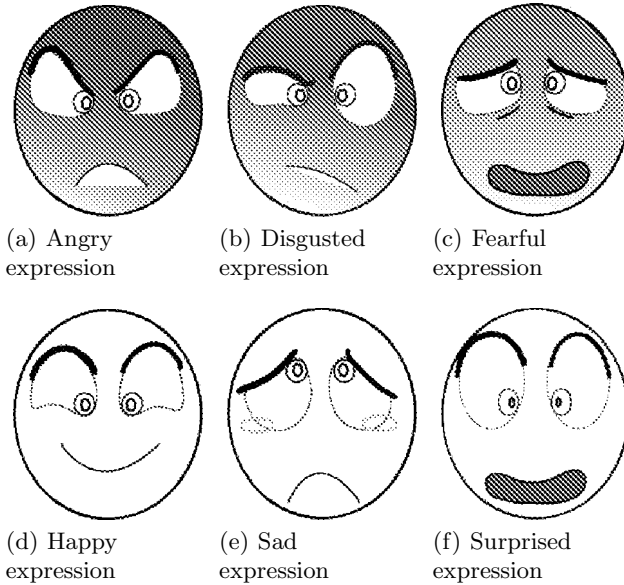 (a) Angry expression
(b) Disgusted expression
(c) Fearful expression
(d) Happy expression
(e) Sad expression
(f) Surprised expression